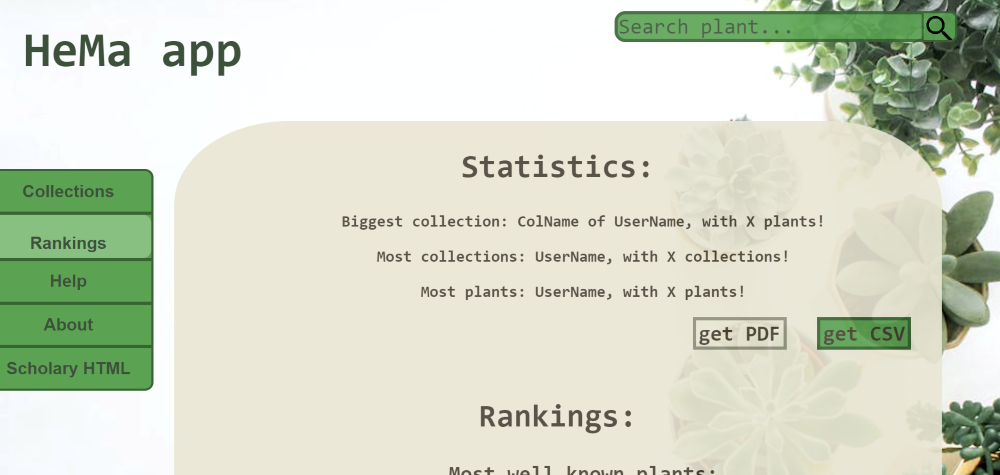 HeMa app
Search plant...
Collections
Rankings
Help
About
Scholary HTML
Statistics:
Biggest collection: ColName of UserName, with X plants!
Most collections: UserName, with X collections!
Most plants: UserName, with X plants!
get PDF get CSV
Rankings:
Most well known plants: